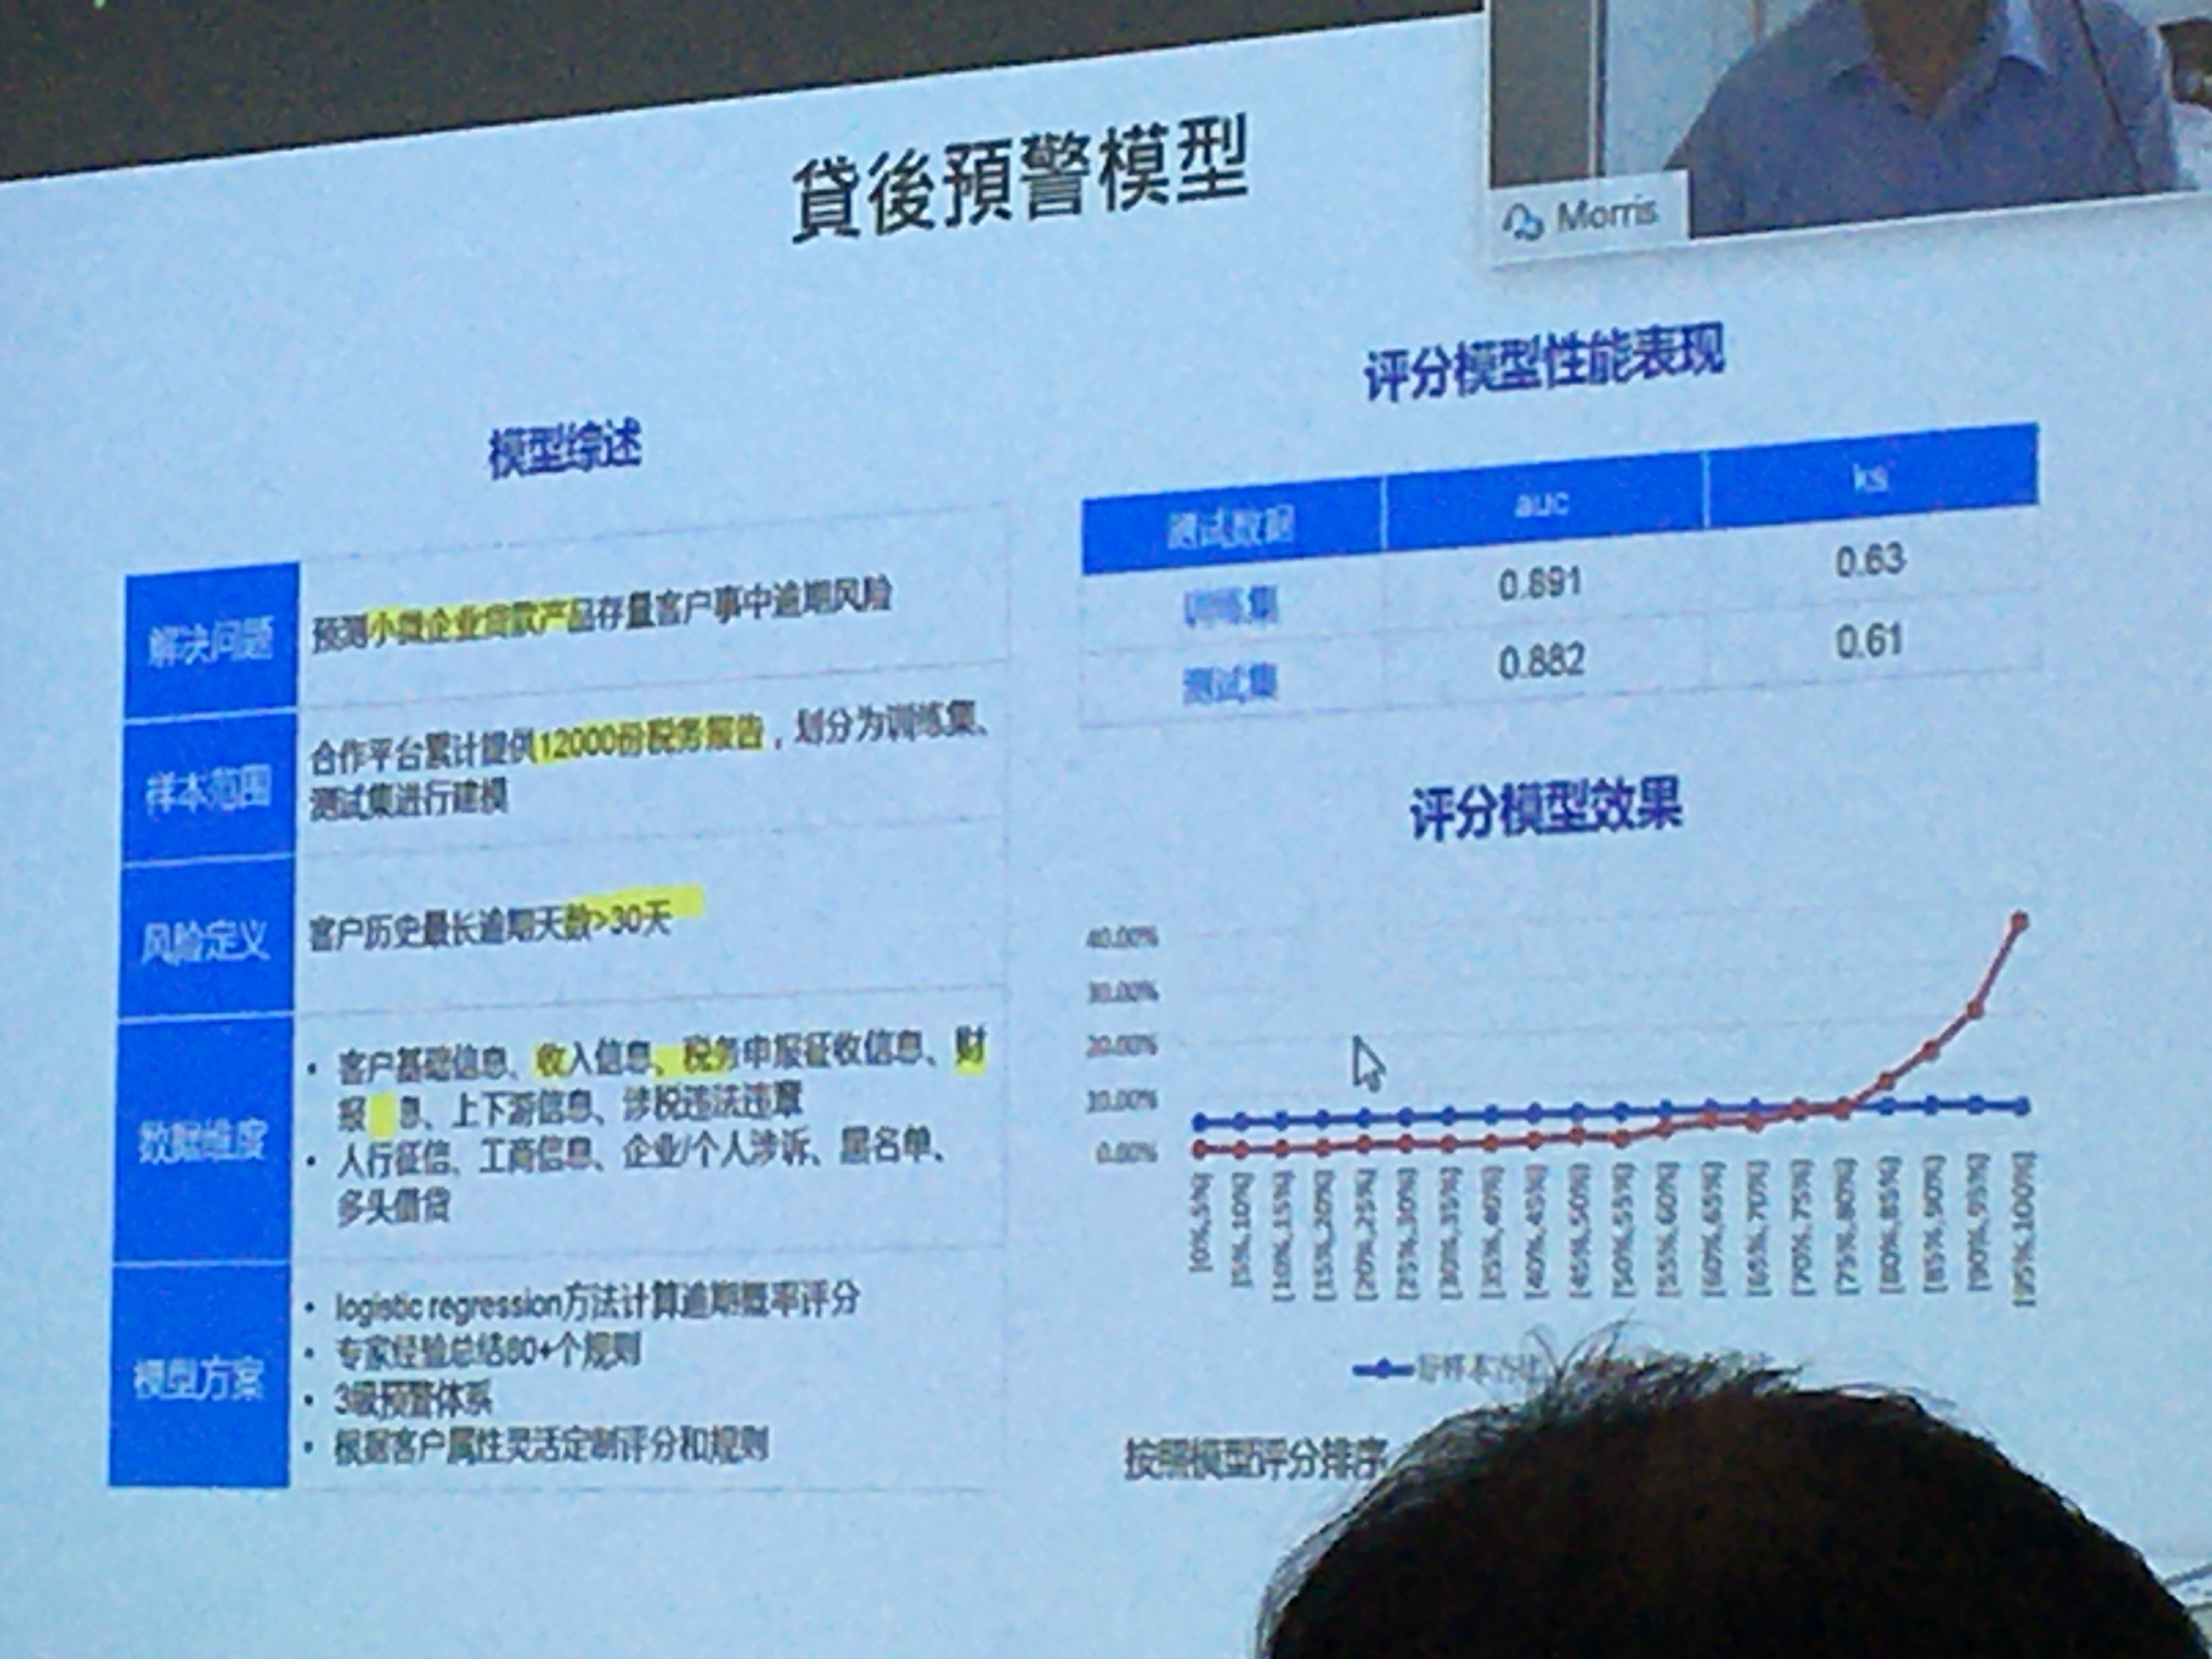 貸後預警模型
Morris
模型综述
解决问题
预测小微企业贷款产品存量客户事中逾期风险
样本范围
合作平台累计提供12000份税务报告，划分为训练集、
测试集进行建模
风险定义
客户历史最长逾期天数>30天
数据维度
• 客户基础信息、收入信息、税务申报征收信息、财
报 息、上下游信息、涉税违法违章
• 人行征信、工商信息、企业/个人涉诉、黑名单、
多头借贷
模型方案
• logistic regression方法计算逾期概率评分
• 专家经验总结80+个规则
• 3级预警体系
• 根据客户属性灵活定制评分和规则
评分模型性能表现
测试数据 auc ks
训练集 0.891 0.63
测试集 0.882 0.61
评分模型效果
40.00%
30.00%
20.00%
10.00%
0.00%
[0%,5%]
[5%,10%]
[10%,15%]
[15%,20%]
[20%,25%]
[25%,30%]
[30%,35%]
[35%,40%]
[40%,45%]
[45%,50%]
[50%,55%]
[55%,60%]
[60%,65%]
[65%,70%]
[70%,75%]
[75%,80%]
[80%,85%]
[85%,90%]
[90%,95%]
[95%,100%]
样本占比
按照模型评分排序